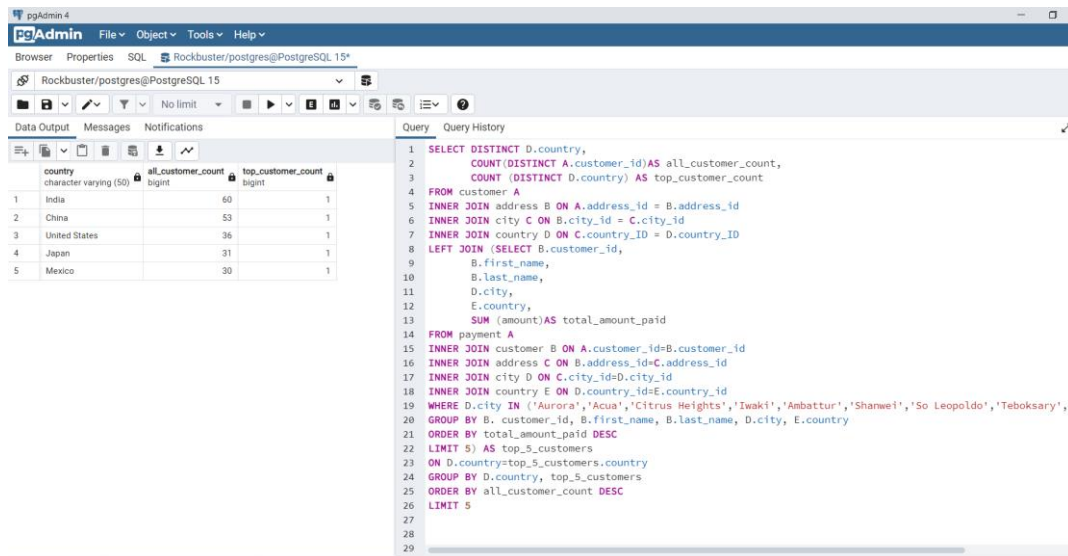 pgAdmin 4
pgAdmin File Object Tools Help
Browser Properties SQL Rockbuster/postgres@PostgreSQL 15*
Rockbuster/postgres@PostgreSQL 15
No limit E
Data Output Messages Notifications
country character varying (50) all_customer_count bigint top_customer_count bigint
1 India 60 1
2 China 53 1
3 United States 36 1
4 Japan 31 1
5 Mexico 30 1
Query Query History
1 SELECT DISTINCT D.country,
2 COUNT(DISTINCT A.customer_id)AS all_customer_count,
3 COUNT (DISTINCT D.country) AS top_customer_count
4 FROM customer A
5 INNER JOIN address B ON A.address_id = B.address_id
6 INNER JOIN city C ON B.city_id = C.city_id
7 INNER JOIN country D ON C.country_ID = D.country_ID
8 LEFT JOIN (SELECT B.customer_id,
9 B.first_name,
10 B.last_name,
11 D.city,
12 E.country,
13 SUM (amount)AS total_amount_paid
14 FROM payment A
15 INNER JOIN customer B ON A.customer_id=B.customer_id
16 INNER JOIN address C ON B.address_id=C.address_id
17 INNER JOIN city D ON C.city_id=D.city_id
18 INNER JOIN country E ON D.country_id=E.country_id
19 WHERE D.city IN ('Aurora','Acua','Citrus Heights','Iwaki','Ambattur','Shanwei','So Leopoldo','Teboksary',
20 GROUP BY B. customer_id, B.first_name, B.last_name, D.city, E.country
21 ORDER BY total_amount_paid DESC
22 LIMIT 5) AS top_5_customers
23 ON D.country=top_5_customers.country
24 GROUP BY D.country, top_5_customers
25 ORDER BY all_customer_count DESC
26 LIMIT 5
27
28
29